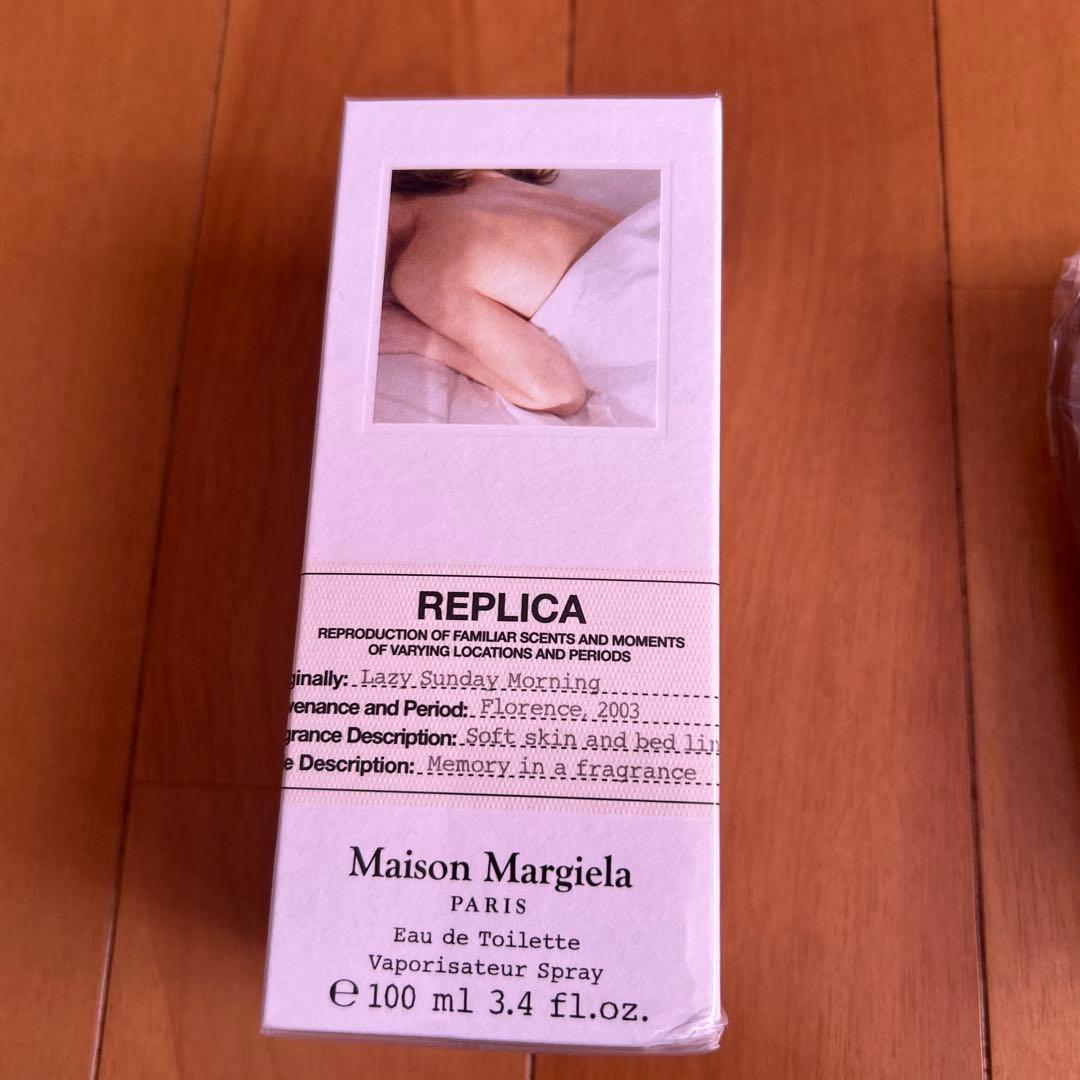 REPLICA
REPRODUCTION OF FAMILIAR SCENTS AND MOMENTS
OF VARYING LOCATIONS AND PERIODS
ginally: Lazy Sunday Morning
venance and Period: Florence, 2003
grance Description: Soft skin and bed lin
e Description: Memory in a fragrance
Maison Margiela
PARIS
Eau de Toilette
Vaporisateur Spray
℮ 100 ml 3.4 fl.oz.